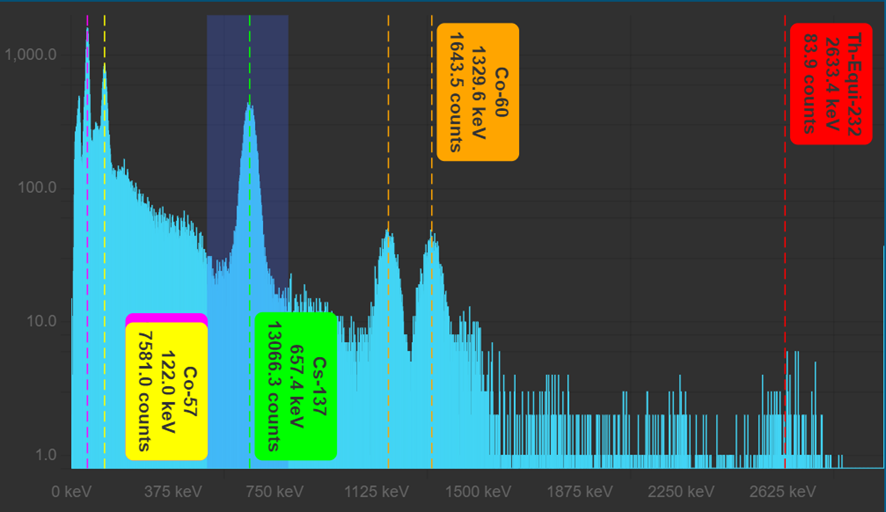 1,000.0
100.0
10.0
1.0
Co-57
122.0 keV
7581.0 counts
Cs-137
657.4 keV
13066.3 counts
Co-60
1329.6 keV
1643.5 counts
Th-Equi-232
2633.4 keV
83.9 counts
0 keV
375 keV
750 keV
1125 keV
1500 keV
1875 keV
2250 keV
2625 keV